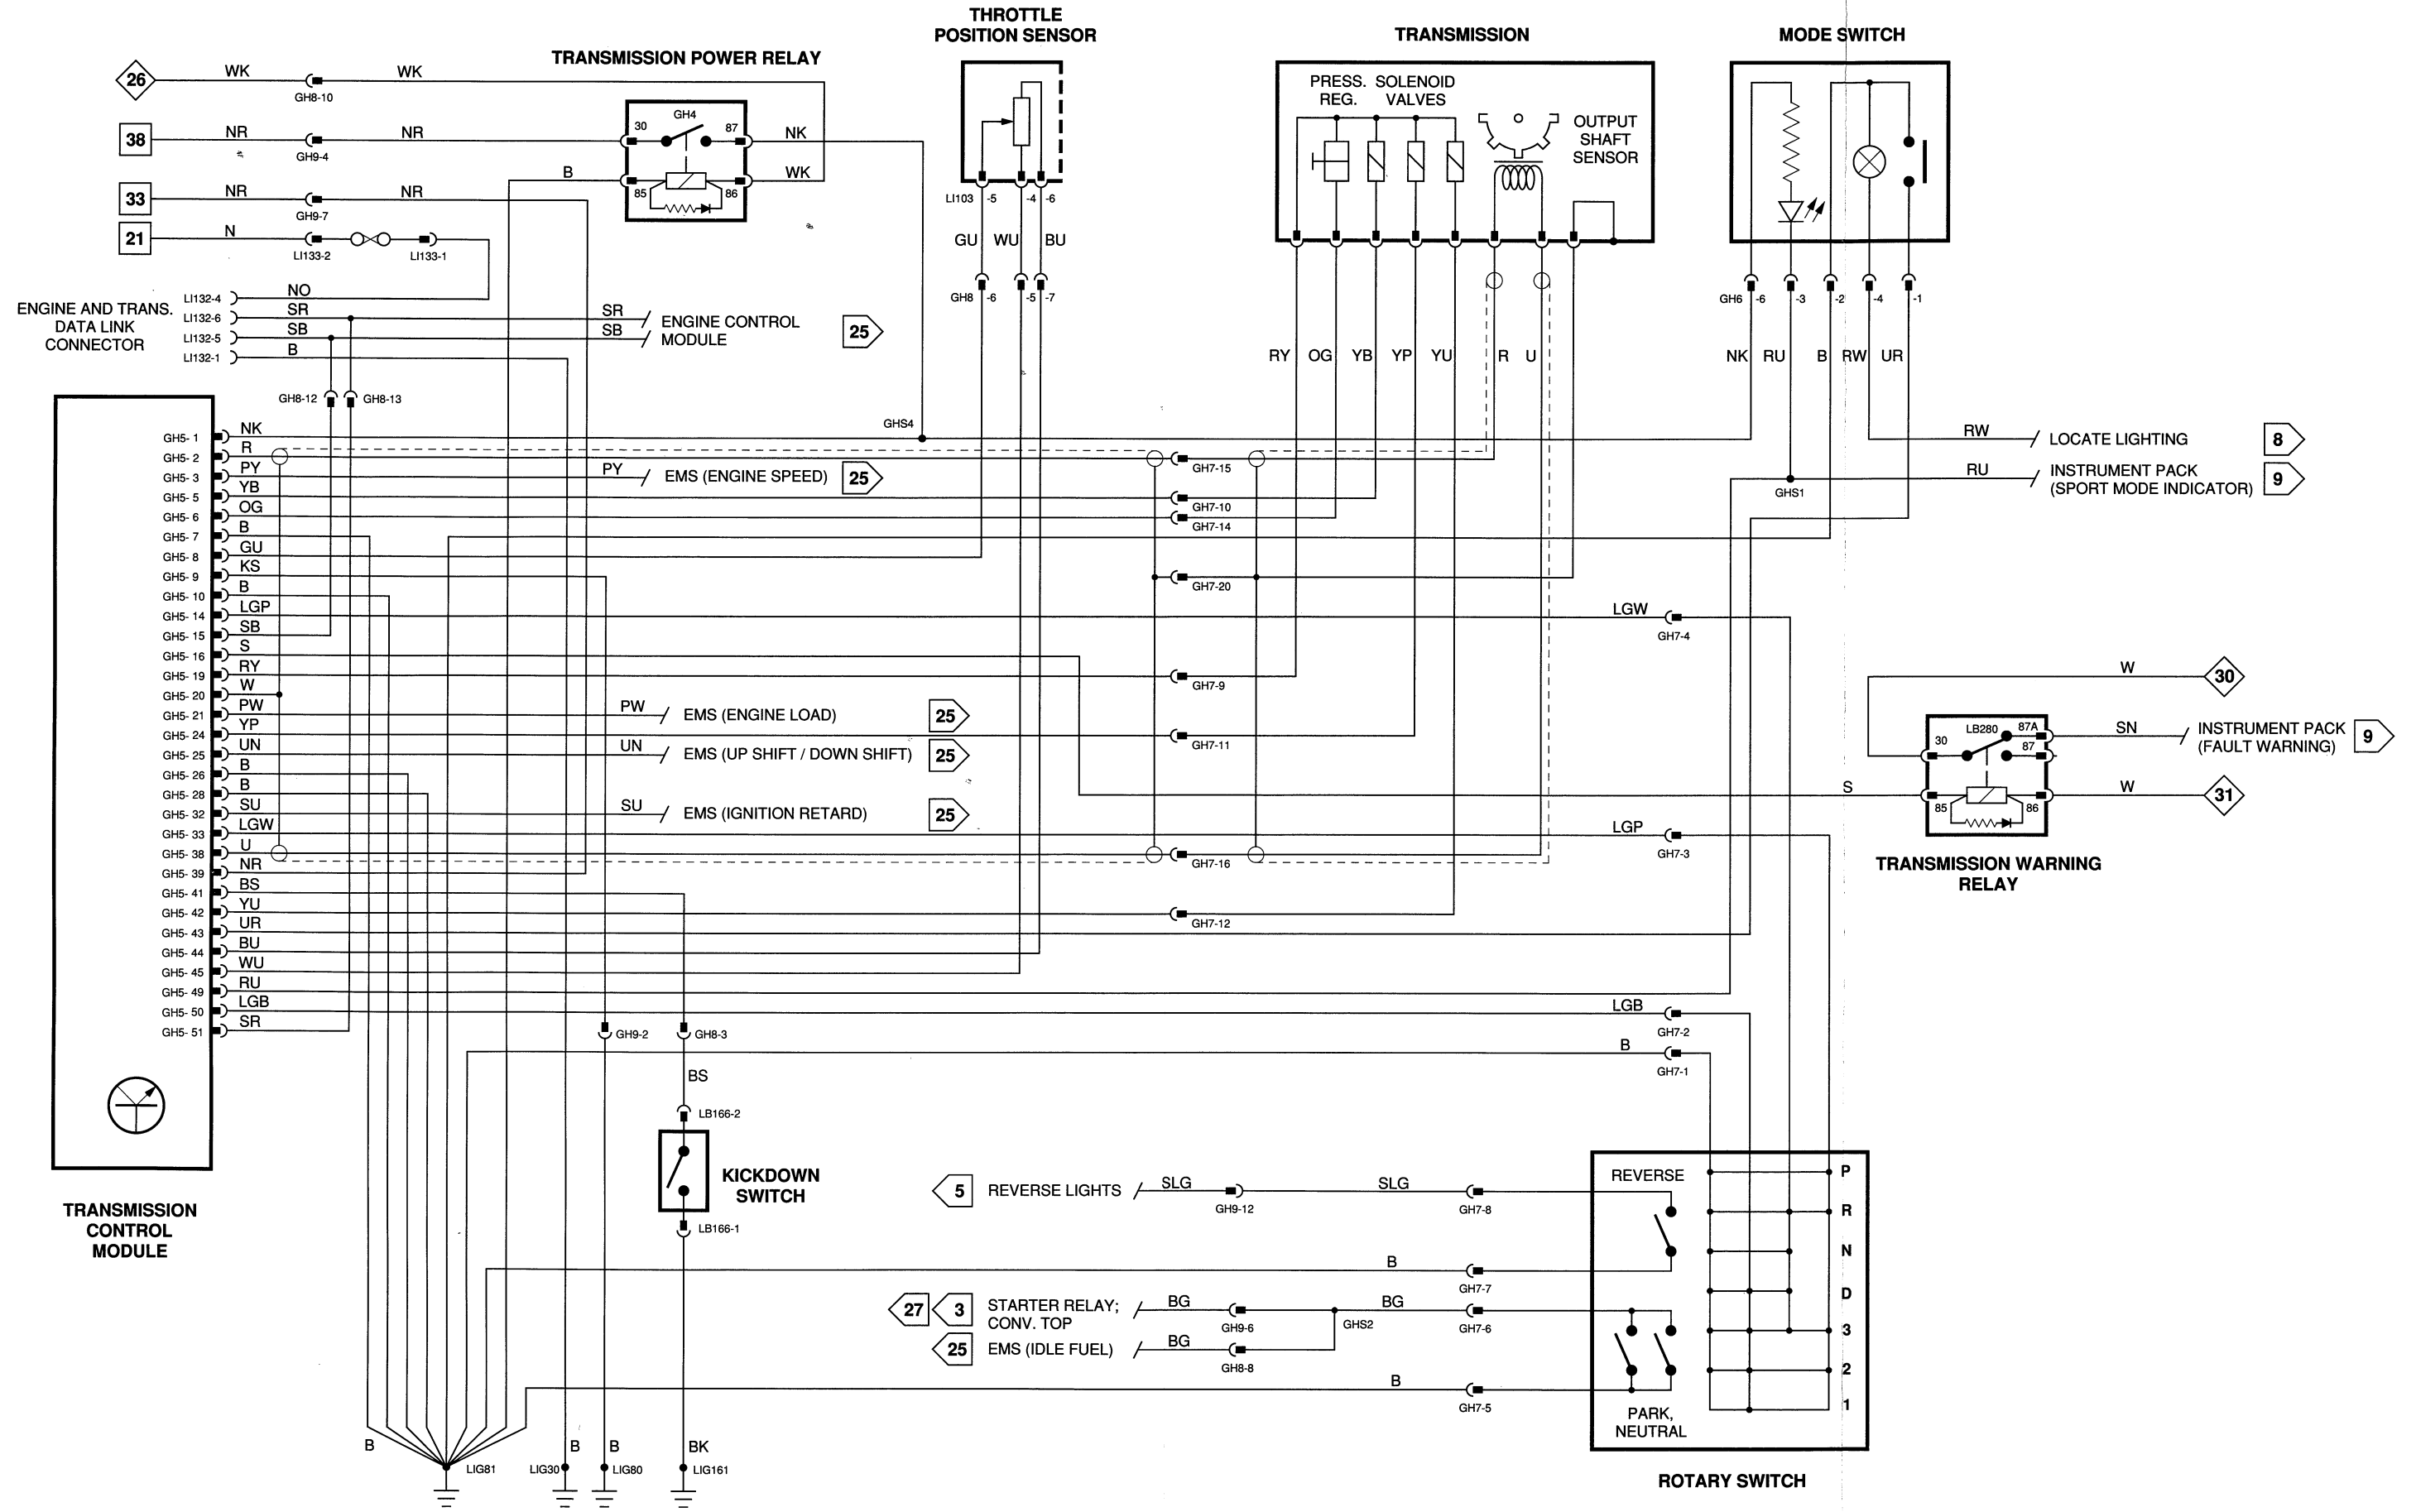 THROTTLE
POSITION SENSOR
TRANSMISSION
MODE SWITCH
TRANSMISSION POWER RELAY
26
WK
GH8-10
WK
38
NR
GH9-4
NR
30
GH4
87
NK
B
85
86
WK
33
NR
GH9-7
NR
21
N
LI133-2
LI133-1
LI103
-5
-4
-6
GU
WU
BU
GH8
-6
-5
-7
PRESS. SOLENOID
REG. VALVES
OUTPUT
SHAFT
SENSOR
RY
OG
YB
YP
YU
R
U
GH6
-6
-3
-2
-4
-1
NK
RU
B
RW
UR
ENGINE AND TRANS.
DATA LINK
CONNECTOR
LI132-4
NO
LI132-6
SR
LI132-5
SB
LI132-1
B
SR
SB
ENGINE CONTROL
MODULE
25
GH8-12
GH8-13
GHS4
GH5- 1
NK
GH5- 2
R
GH5- 3
PY
GH5- 5
YB
GH5- 6
OG
GH5- 7
B
GH5- 8
GU
GH5- 9
KS
GH5- 10
B
GH5- 14
LGP
GH5- 15
SB
GH5- 16
S
GH5- 19
RY
GH5- 20
W
GH5- 21
PW
GH5- 24
YP
GH5- 25
UN
GH5- 26
B
GH5- 28
B
GH5- 32
SU
GH5- 33
LGW
GH5- 38
U
GH5- 39
NR
GH5- 41
BS
GH5- 42
YU
GH5- 43
UR
GH5- 44
BU
GH5- 45
WU
GH5- 49
RU
GH5- 50
LGB
GH5- 51
SR
PY
EMS (ENGINE SPEED)
25
PW
EMS (ENGINE LOAD)
25
UN
EMS (UP SHIFT / DOWN SHIFT)
25
SU
EMS (IGNITION RETARD)
25
GH7-15
GH7-10
GH7-14
GH7-20
GH7-9
GH7-11
GH7-16
GH7-12
RW
LOCATE LIGHTING
8
GHS1
RU
INSTRUMENT PACK
(SPORT MODE INDICATOR)
9
LGW
GH7-4
W
30
S
30
LB280
87A
87
85
86
SN
INSTRUMENT PACK
(FAULT WARNING)
9
W
31
TRANSMISSION WARNING
RELAY
LGP
GH7-3
LGB
GH7-2
B
GH7-1
GH9-2
GH8-3
BS
LB166-2
KICKDOWN
SWITCH
LB166-1
TRANSMISSION
CONTROL
MODULE
5
REVERSE LIGHTS
SLG
GH9-12
SLG
GH7-8
B
GH7-7
27
3
STARTER RELAY;
CONV. TOP
BG
GH9-6
GHS2
BG
GH7-6
25
EMS (IDLE FUEL)
BG
GH8-8
B
GH7-5
REVERSE
PARK,
NEUTRAL
P
R
N
D
3
2
1
ROTARY SWITCH
B
LIG81
LIG30
B
B
LIG80
BK
LIG161